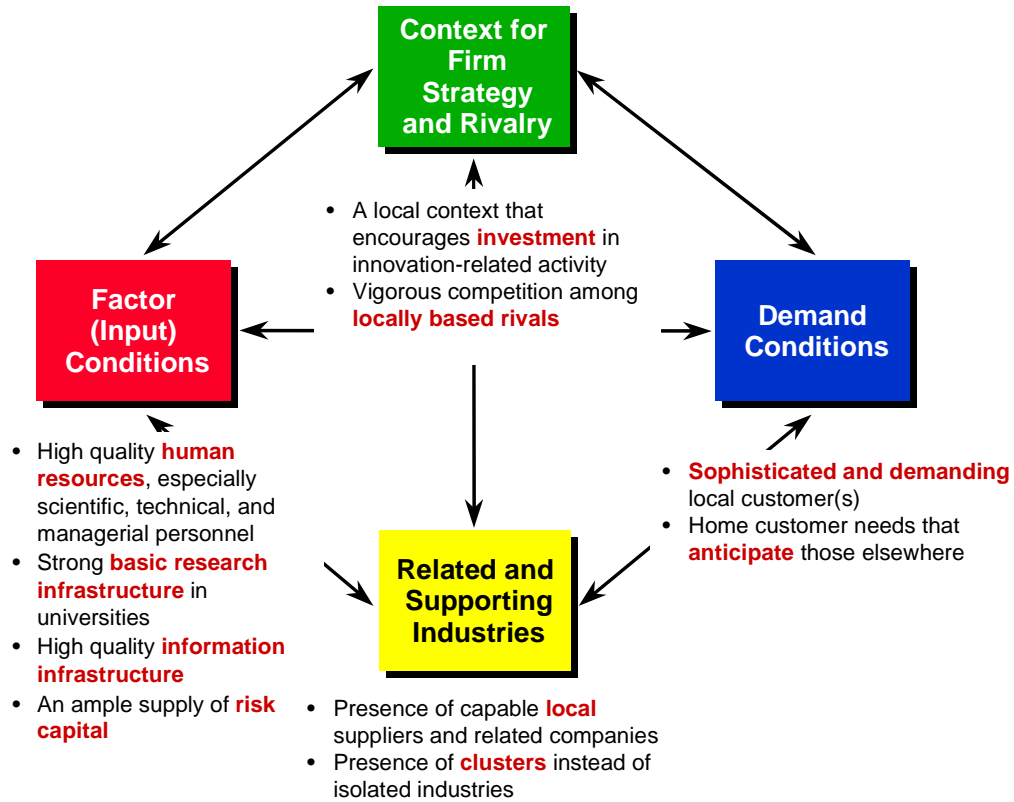 Context for
Firm
Strategy
and Rivalry
• A local context that
encourages investment in
innovation-related activity
• Vigorous competition among
locally based rivals
Factor
(Input)
Conditions
Demand
Conditions
• High quality human
resources, especially
scientific, technical, and
managerial personnel
• Strong basic research
infrastructure in
universities
• High quality information
infrastructure
• An ample supply of risk
capital
• Sophisticated and demanding
local customer(s)
• Home customer needs that
anticipate those elsewhere
Related and
Supporting
Industries
• Presence of capable local
suppliers and related companies
• Presence of clusters instead of
isolated industries